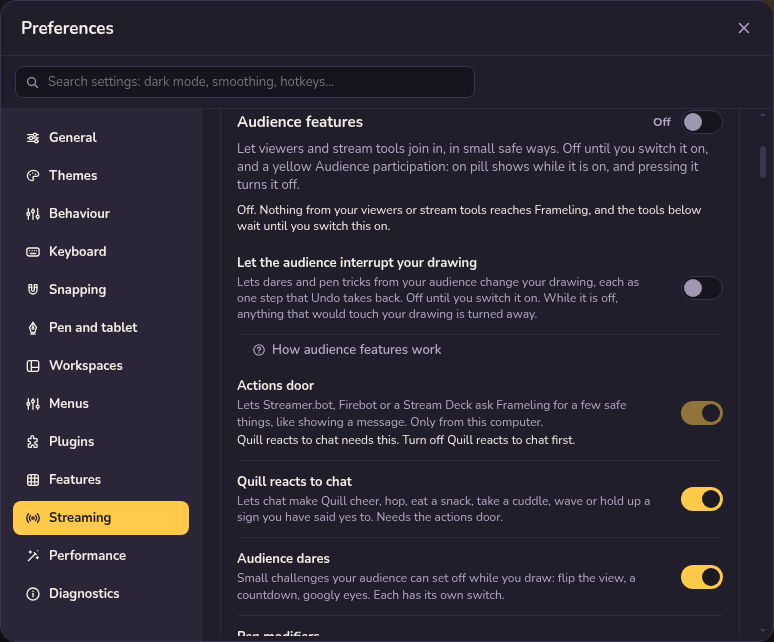 Preferences
Search settings: dark mode, smoothing, hotkeys...
General
Themes
Behaviour
Keyboard
Snapping
Pen and tablet
Workspaces
Menus
Plugins
Features
Streaming
Performance
Diagnostics
Audience features
Off
Let viewers and stream tools join in, in small safe ways. Off until you switch it on,
and a yellow Audience participation: on pill shows while it is on, and pressing it
turns it off.
Off. Nothing from your viewers or stream tools reaches Frameling, and the tools below
wait until you switch this on.
Let the audience interrupt your drawing
Lets dares and pen tricks from your audience change your drawing, each as
one step that Undo takes back. Off until you switch it on. While it is off,
anything that would touch your drawing is turned away.
How audience features work
Actions door
Lets Streamer.bot, Firebot or a Stream Deck ask Frameling for a few safe
things, like showing a message. Only from this computer.
Quill reacts to chat needs this. Turn off Quill reacts to chat first.
Quill reacts to chat
Lets chat make Quill cheer, hop, eat a snack, take a cuddle, wave or hold up a
sign you have said yes to. Needs the actions door.
Audience dares
Small challenges your audience can set off while you draw: flip the view, a
countdown, googly eyes. Each has its own switch.
Pen modifiers